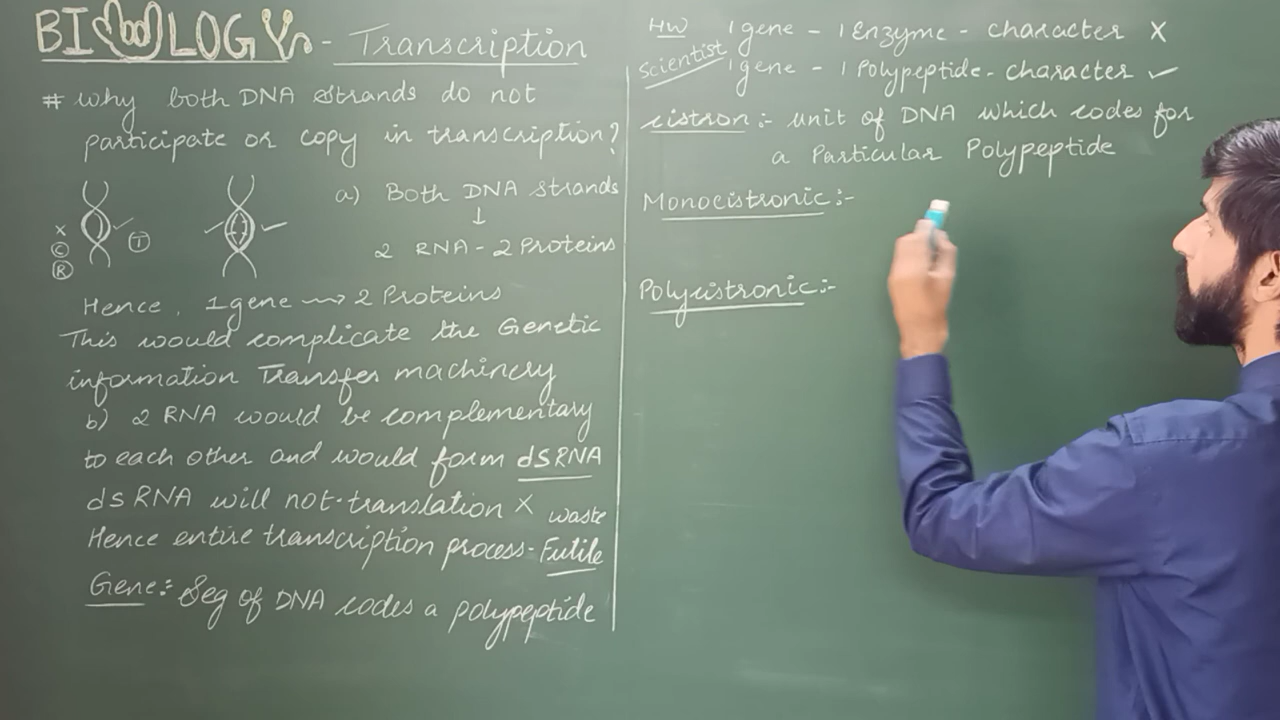 BIOLOGY - Transcription
# Why both DNA strands do not
participate or copy in transcription?
a) Both DNA strands
↓
2 RNA - 2 Proteins
X
C
R
T
Hence, 1 gene ⟿ 2 Proteins
This would complicate the Genetic
information Transfer machinery
b) 2 RNA would be complementary
to each other and would form dsRNA
dsRNA will not-translation X waste
Hence entire transcription process - Futile
Gene:- Seg of DNA codes a polypeptide
HW 1 gene - 1 Enzyme - character X
Scientist 1 gene - 1 Polypeptide - character ✓
cistron :- unit of DNA which codes for
a Particular Polypeptide
Monocistronic :-
Polycistronic :-